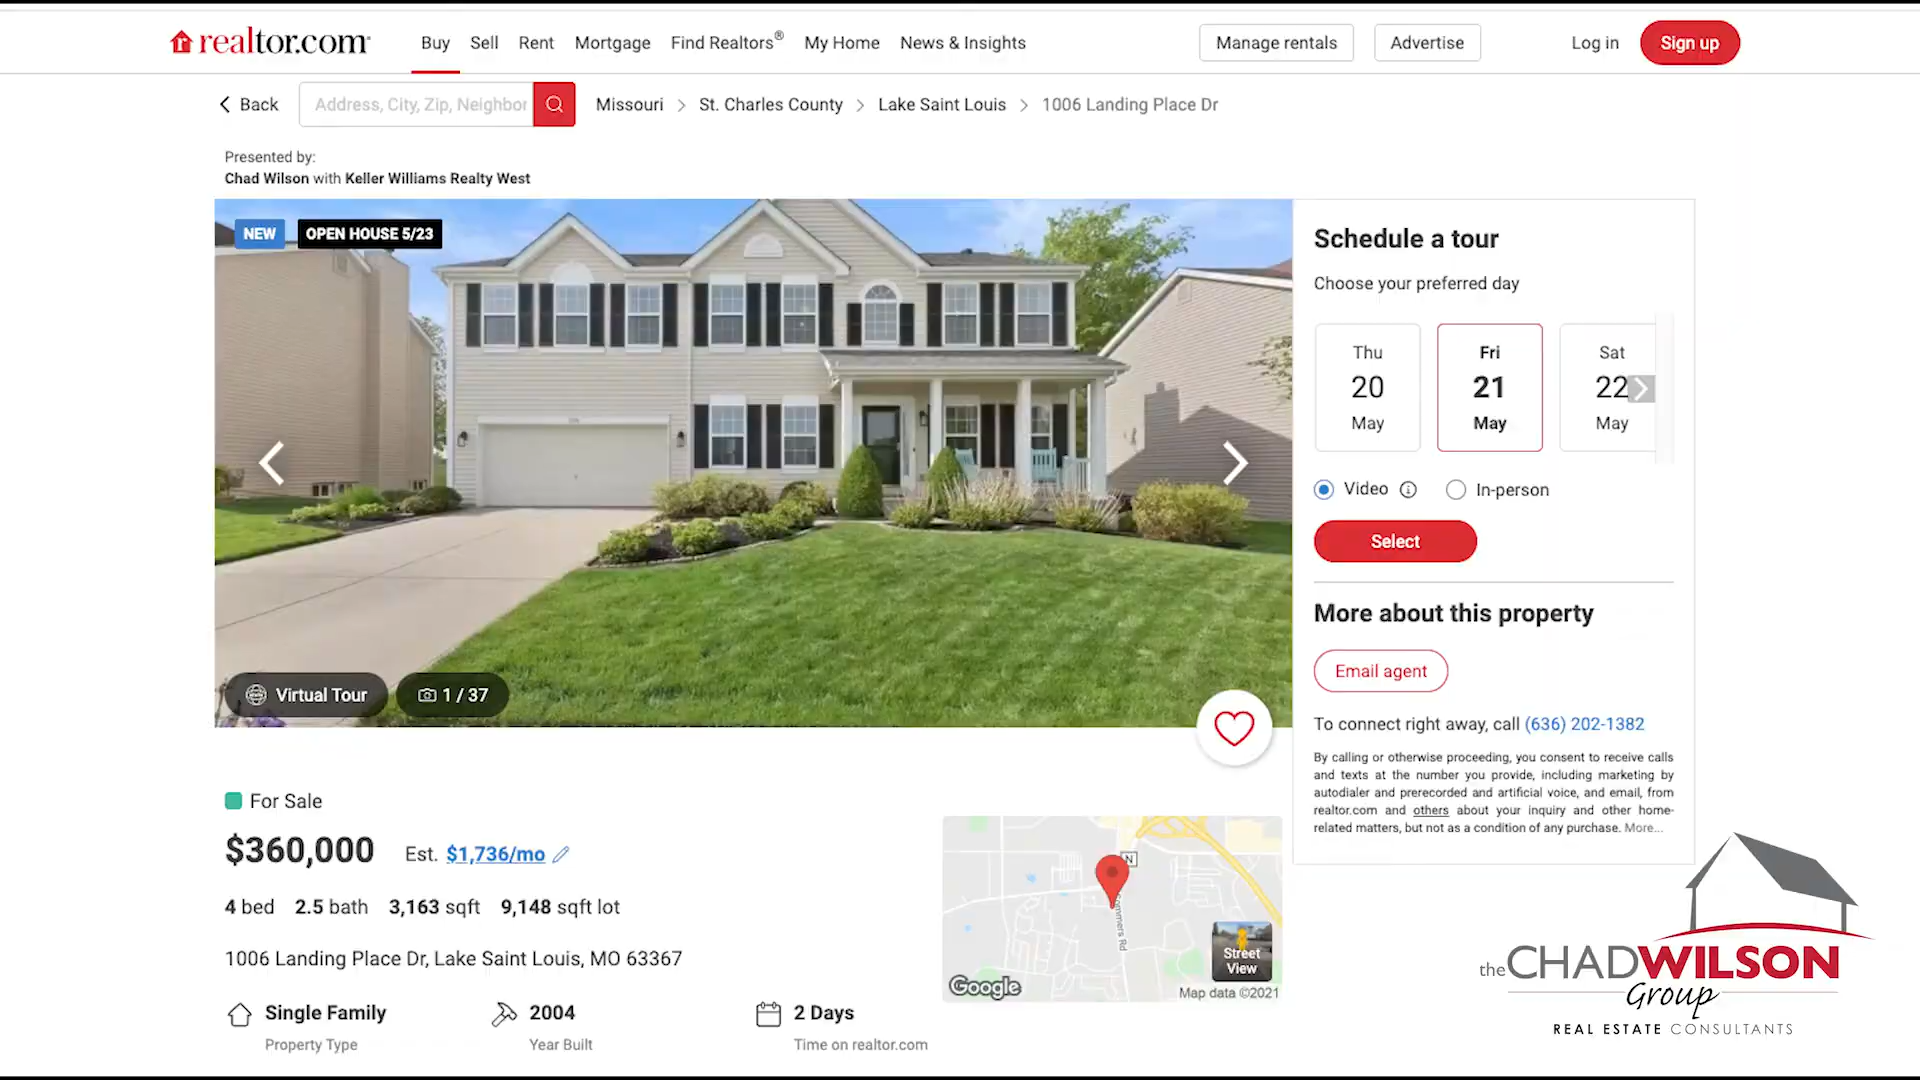 realtor.com
Buy Sell Rent Mortgage Find Realtors® My Home News & Insights
Manage rentals
Advertise
Log in
Sign up
Back
Address, City, Zip, Neighbor
Missouri > St. Charles County > Lake Saint Louis > 1006 Landing Place Dr
Presented by:
Chad Wilson with Keller Williams Realty West
NEW
OPEN HOUSE 5/23
Virtual Tour
1 / 37
Schedule a tour
Choose your preferred day
Thu
20
May
Fri
21
May
Sat
22
May
Video
In-person
Select
More about this property
Email agent
To connect right away, call (636) 202-1382
By calling or otherwise proceeding, you consent to receive calls
and texts at the number you provide, including marketing by
autodialer and prerecorded and artificial voice, and email, from
realtor.com and others about your inquiry and other home-
related matters, but not as a condition of any purchase. More...
For Sale
$360,000
Est. $1,736/mo
4 bed 2.5 bath 3,163 sqft 9,148 sqft lot
1006 Landing Place Dr, Lake Saint Louis, MO 63367
Single Family
Property Type
2004
Year Built
2 Days
Time on realtor.com
N
Street
View
Google
Map data ©2021
the CHADWILSON
Group
REAL ESTATE CONSULTANTS